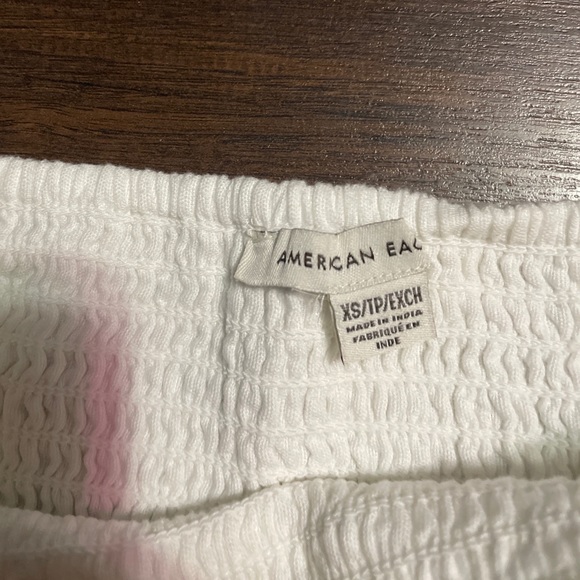 AMERICAN EAG
XS/TP/EXCH
MADE IN INDIA
FABRIQUÉ EN
INDE